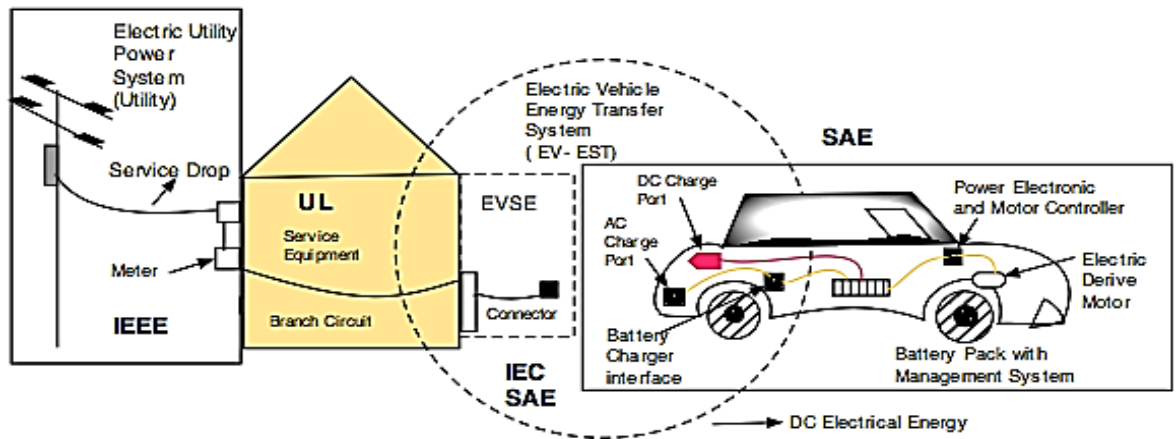 Electric Utility
Power
System
(Utility)
Service Drop
Meter
IEEE
UL
Service
Equipment
Branch Circuit
Electric Vehicle
Energy Transfer
System
( EV- EST)
EVSE
Connector
IEC
SAE
SAE
DC Charge
Port
AC
Charge
Port
Power Electronic
and Motor Controller
Electric
Derive
Motor
Battery
Charger
interface
Battery Pack with
Management System
DC Electrical Energy